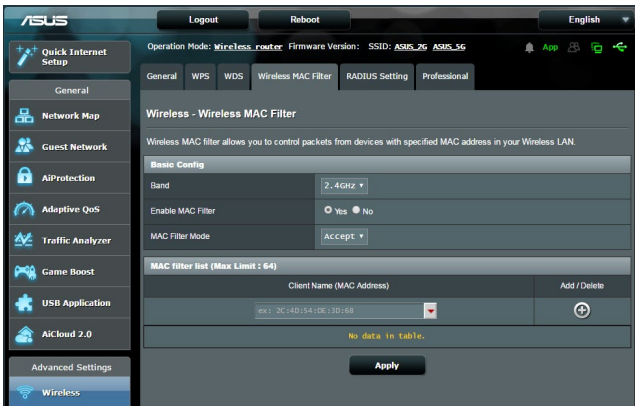 ASUS Logout Reboot English
Quick Internet Setup
Operation Mode: Wireless router Firmware Version: SSID: ASUS_2G ASUS_5G App
General WPS WDS Wireless MAC Filter RADIUS Setting Professional
General
Network Map
Guest Network
AiProtection
Adaptive QoS
Traffic Analyzer
Game Boost
USB Application
AiCloud 2.0
Advanced Settings
Wireless
Wireless - Wireless MAC Filter
Wireless MAC filter allows you to control packets from devices with specified MAC address in your Wireless LAN.
Basic Config
Band 2.4GHz
Enable MAC Filter Yes No
MAC Filter Mode Accept
MAC filter list (Max Limit : 64)
Client Name (MAC Address) Add / Delete
ex: 2C:4D:54:DE:3D:68
No data in table.
Apply